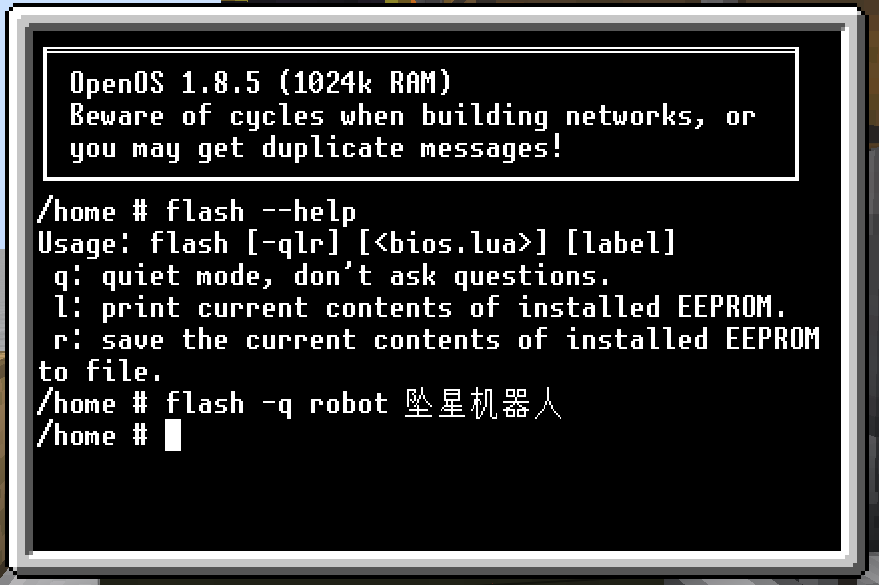 OpenOS 1.8.5 (1024k RAM)
Beware of cycles when building networks, or
you may get duplicate messages!
/home # flash --help
Usage: flash [-qlr] [<bios.lua>] [label]
q: quiet mode, don't ask questions.
l: print current contents of installed EEPROM.
r: save the current contents of installed EEPROM
to file.
/home # flash -q robot 坠星机器人
/home #